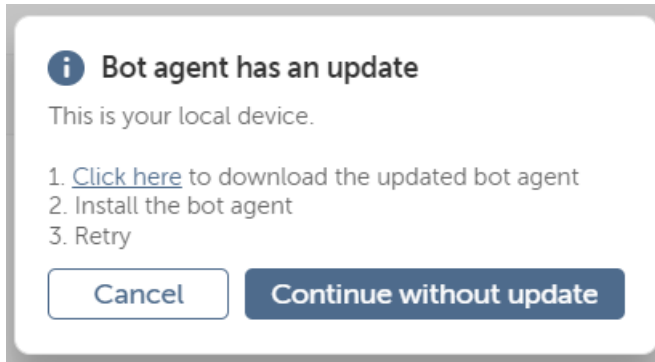 Bot agent has an update
This is your local device.
1. Click here to download the updated bot agent
2. Install the bot agent
3. Retry
Cancel
Continue without update